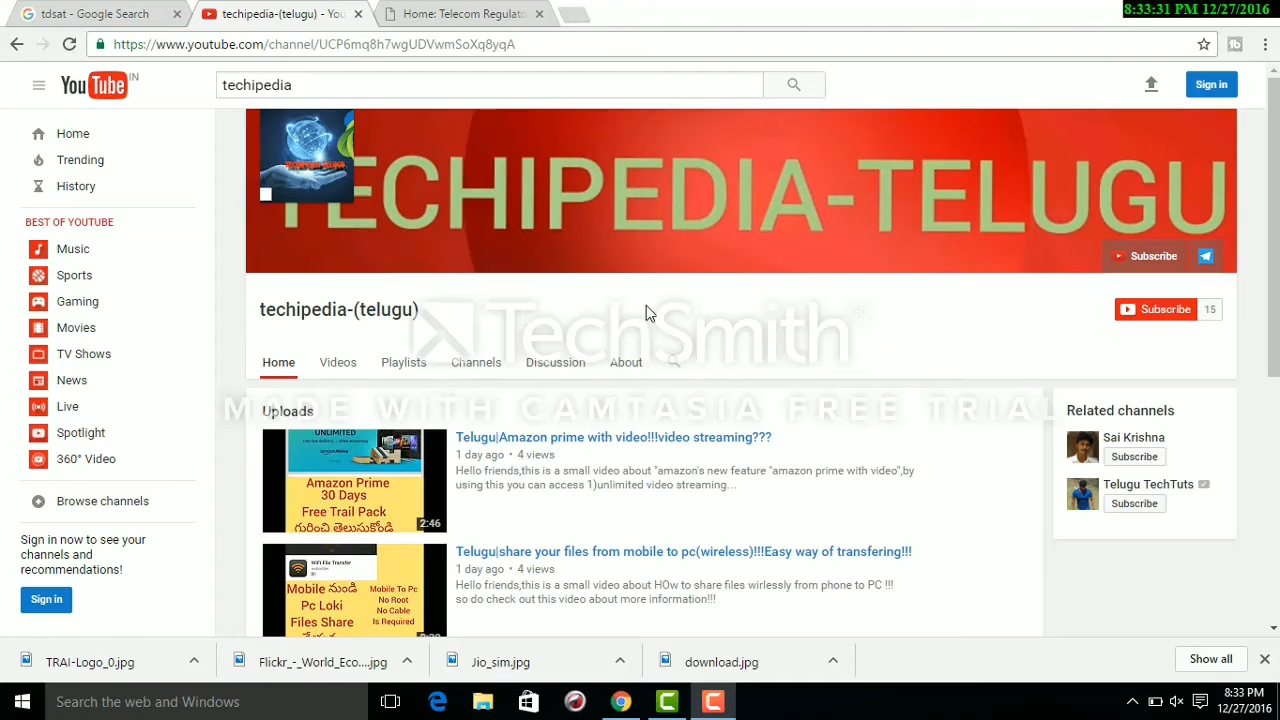 tdsat - Google Search
techipedia-(telugu) - You
Home: Telecom Regulato
8:33:31 PM 12/27/2016
https://www.youtube.com/channel/UCP6mq8h7wgUDVwmSoXq8yqA
YouTube IN
techipedia
Sign in
Home
Trending
History
BEST OF YOUTUBE
Music
Sports
Gaming
Movies
TV Shows
News
Live
Spotlight
360° Video
Browse channels
Sign in now to see your
channels and
recommendations!
Sign in
TECHIPEDIA-TELUGU
Subscribe
techipedia-(telugu)
Subscribe 15
TechSmith
Home Videos Playlists Channels Discussion About
MADE WITH CAMTASIA FREE TRIAL
Uploads
Telugu|Amazon prime with video!!!video streaming???
1 day ago • 4 views
Hello friends,this is a small video about "amazon's new feature "amazon prime with video",by
using this you can access 1)unlimited video streaming...
UNLIMITED
Amazon Prime
30 Days
Free Trail Pack
గురించి తెలుసుకోండి
2:46
Telugu|share your files from mobile to pc(wireless)!!!Easy way of transfering!!!
1 day ago • 4 views
Hello friends,this is a small video about HOw to share files wirlessly from phone to PC !!!
so do check out this video about more information!!!
WiFi File Transfer
Mobile నుండి
Pc Loki
Files Share
Mobile To Pc
No Root
No Cable
Is Required
Related channels
Sai Krishna
Subscribe
Telugu TechTuts
Subscribe
TRAI-Logo_0.jpg
Flickr_-_World_Eco....jpg
Jio_sim.jpg
download.jpg
Show all
Search the web and Windows
8:33 PM
12/27/2016